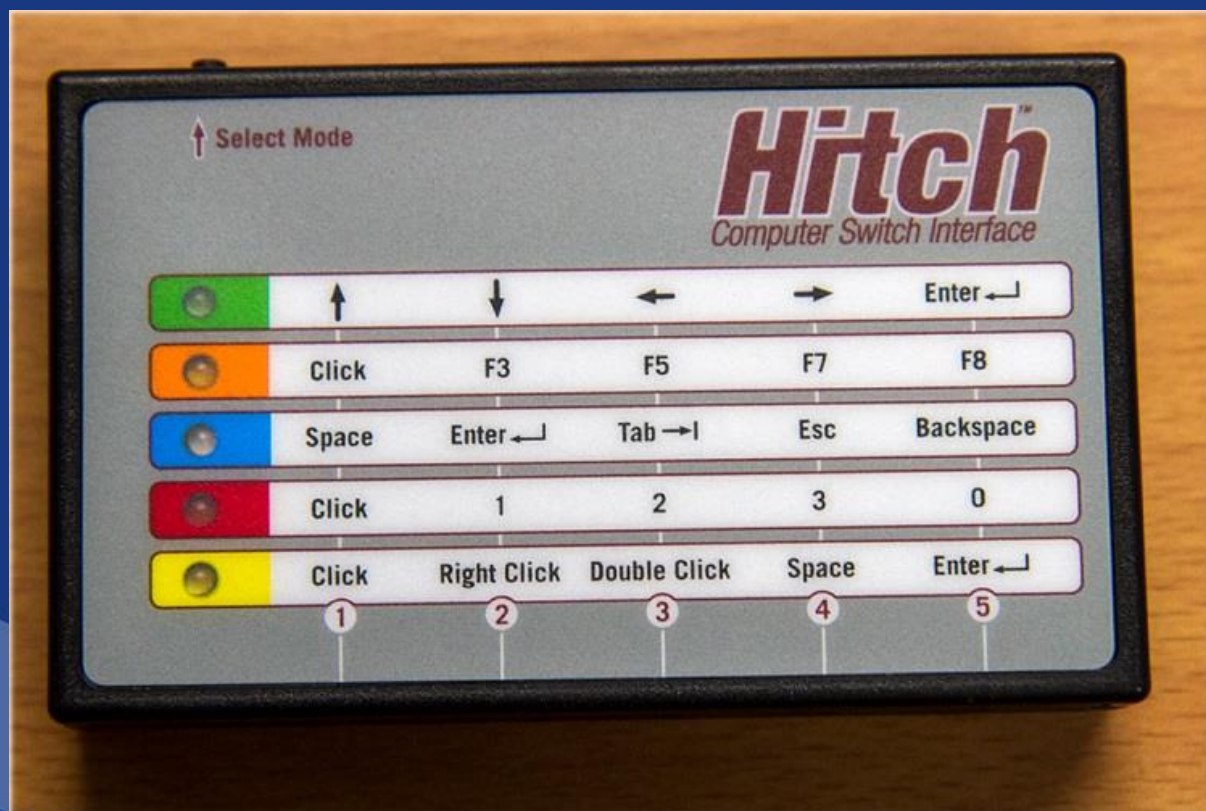 ↑ Select Mode
Hitch™
Computer Switch Interface
↑ ↓ ← → Enter ↵
Click F3 F5 F7 F8
Space Enter ↵ Tab →I Esc Backspace
Click 1 2 3 0
Click Right Click Double Click Space Enter ↵
1 2 3 4 5